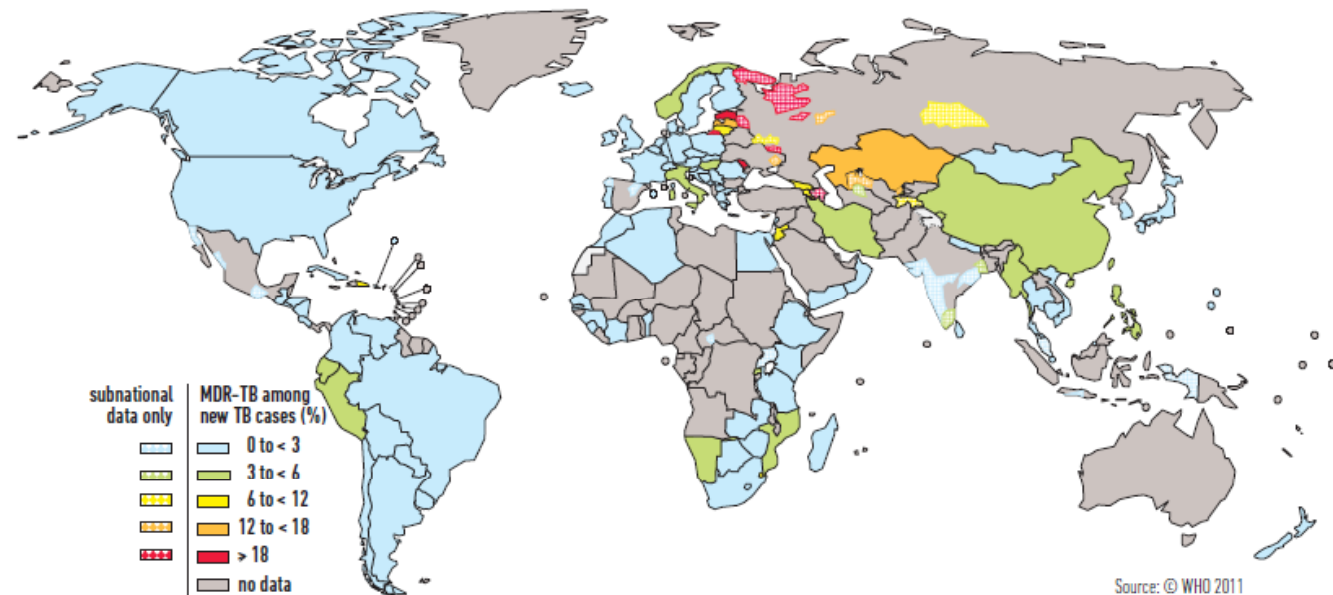 subnational
data only
MDR-TB among
new TB cases (%)
0 to < 3
3 to < 6
6 to < 12
12 to < 18
> 18
no data
Source: © WHO 2011